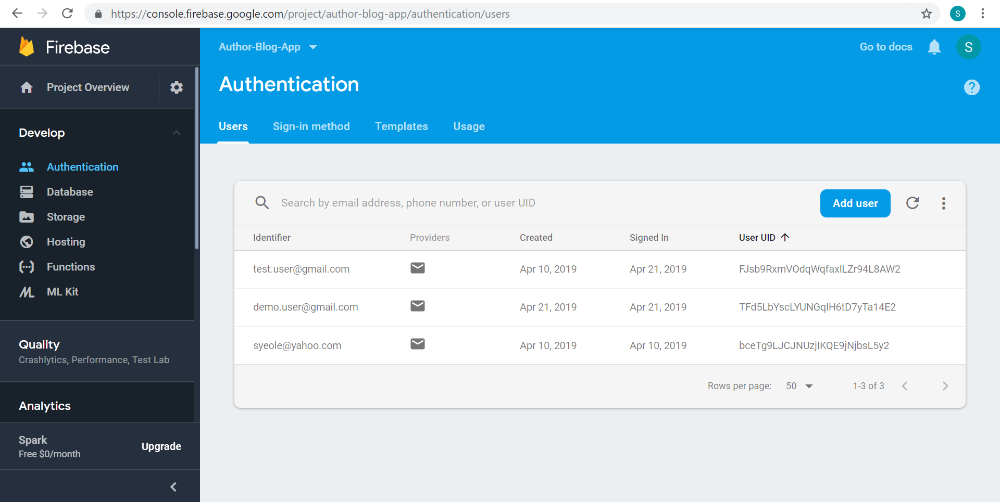 https://console.firebase.google.com/project/author-blog-app/authentication/users
S
Firebase
Author-Blog-App
Go to docs
S
Project Overview
Authentication
?
Users Sign-in method Templates Usage
Develop
Authentication
Database
Storage
Hosting
Functions
ML Kit
Quality
Crashlytics, Performance, Test Lab
Analytics
Spark
Free $0/month
Upgrade
Search by email address, phone number, or user UID
Add user
Identifier Providers Created Signed In User UID
test.user@gmail.com Apr 10, 2019 Apr 21, 2019 FJsb9RxmVOdqWqfaxlLZr94L8AW2
demo.user@gmail.com Apr 21, 2019 Apr 21, 2019 TFd5LbYscLYUNGqlH6tD7yTa14E2
syeole@yahoo.com Apr 10, 2019 Apr 10, 2019 bceTg9LJCJNUzjIKQE9jNjbsL5y2
Rows per page: 50 1-3 of 3